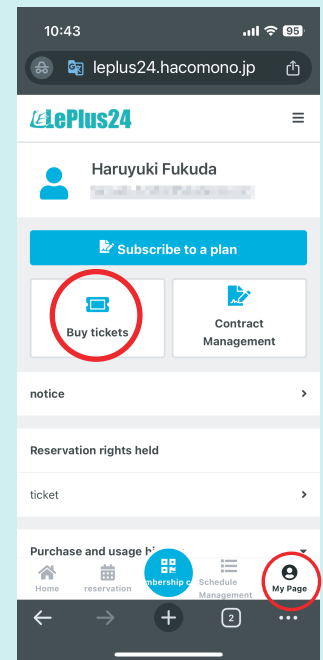 10:43
95
leplus24.hacomono.jp
LePlus24
Haruyuki Fukuda
Subscribe to a plan
Buy tickets
Contract
Management
notice
Reservation rights held
ticket
Purchase and usage
Home
reservation
mbership c
Schedule
Management
My Page
2